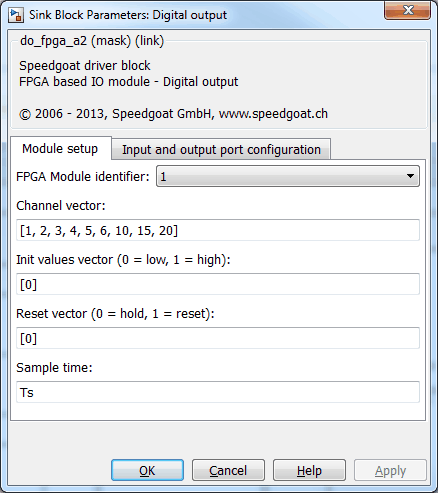 Sink Block Parameters: Digital output
do_fpga_a2 (mask) (link)
Speedgoat driver block
FPGA based IO module - Digital output
© 2006 - 2013, Speedgoat GmbH, www.speedgoat.ch
Module setup
Input and output port configuration
FPGA Module identifier: 1
Channel vector:
[1, 2, 3, 4, 5, 6, 10, 15, 20]
Init values vector (0 = low, 1 = high):
[0]
Reset vector (0 = hold, 1 = reset):
[0]
Sample time:
Ts
OK Cancel Help Apply